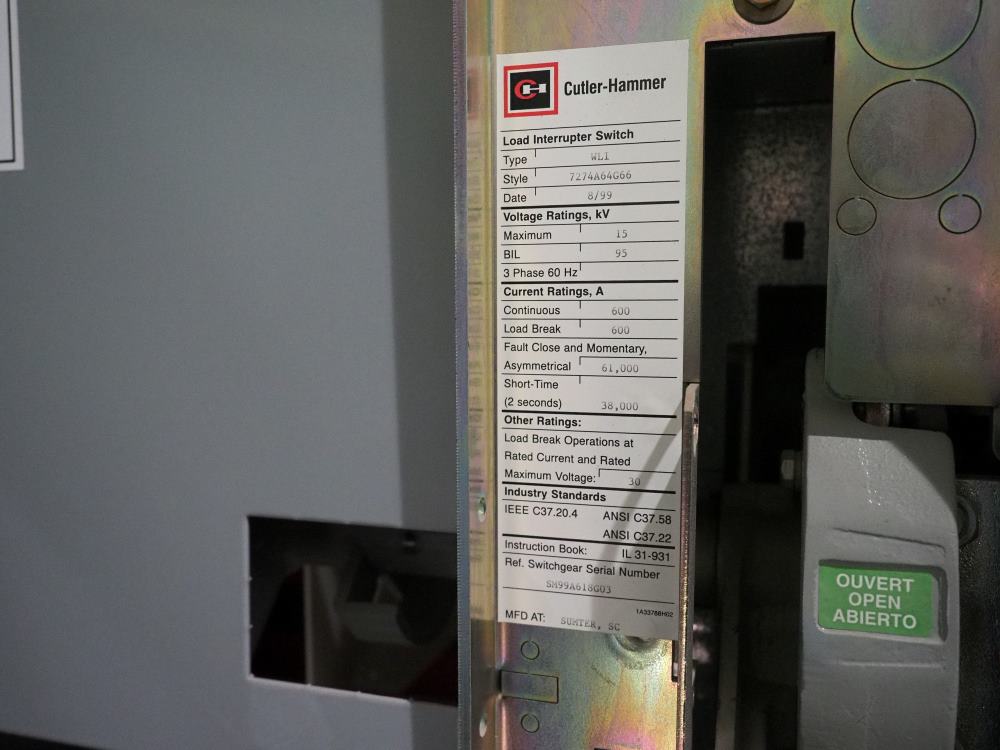 CH Cutler-Hammer
Load Interrupter Switch
Type WLI
Style 7274A64G66
Date 8/99
Voltage Ratings, kV
Maximum 15
BIL 95
3 Phase 60 Hz
Current Ratings, A
Continuous 600
Load Break 600
Fault Close and Momentary,
Asymmetrical 61,000
Short-Time
(2 seconds) 38,000
Other Ratings:
Load Break Operations at
Rated Current and Rated
Maximum Voltage: 30
Industry Standards
IEEE C37.20.4 ANSI C37.58
ANSI C37.22
Instruction Book: IL 31-931
Ref. Switchgear Serial Number
SM99A618G03
1A33788H02
MFD AT: SUMTER, SC
OUVERT
OPEN
ABIERTO